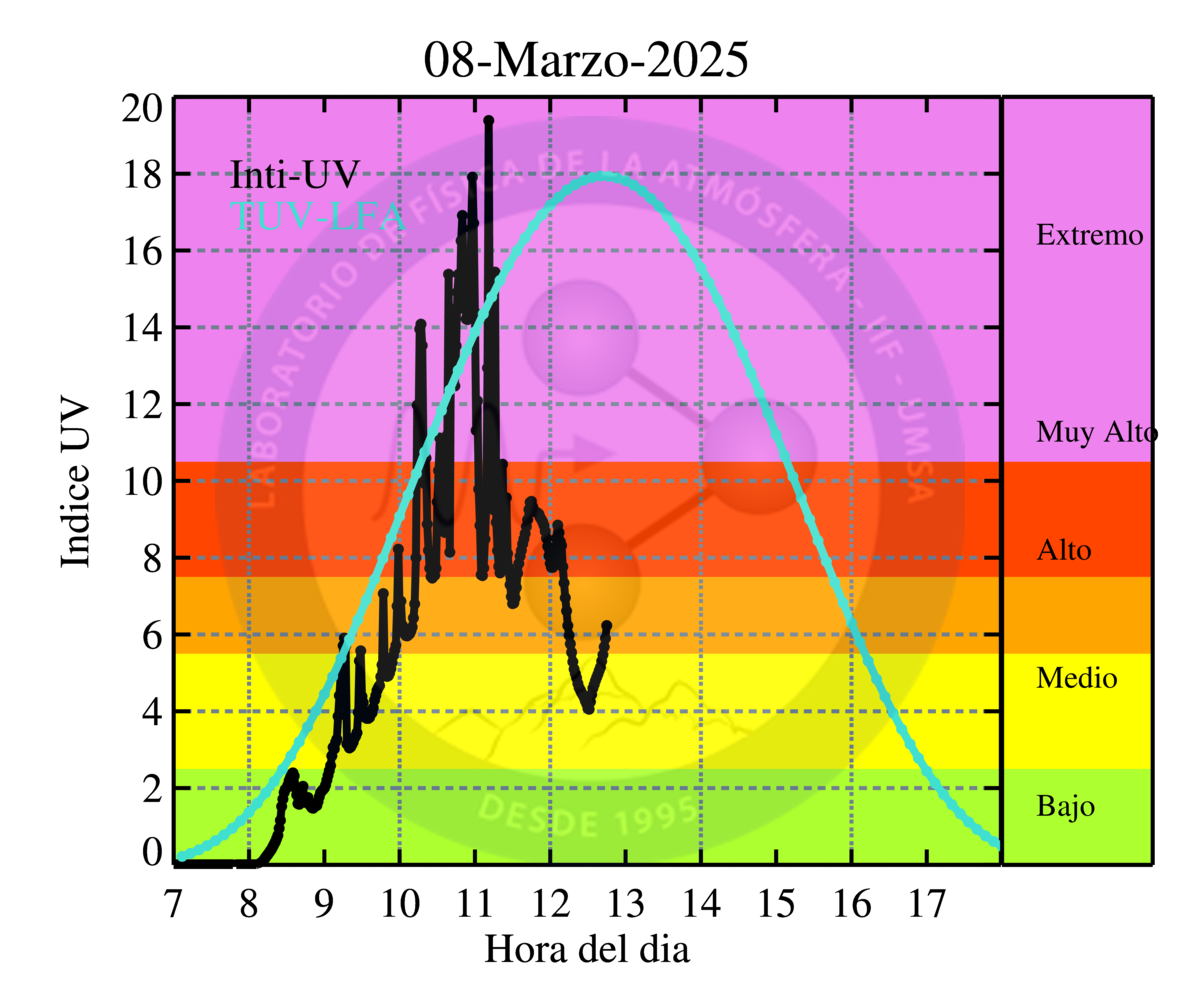 08-Marzo-2025
Inti-UV
TUV-LFA
LABORATORIO DE FÍSICA DE LA ATMÓSFERA - IIF - UMSA
DESDE 1995
Indice UV
20
18
16
14
12
10
8
6
4
2
0
Extremo
Muy Alto
Alto
Medio
Bajo
7 8 9 10 11 12 13 14 15 16 17
Hora del dia